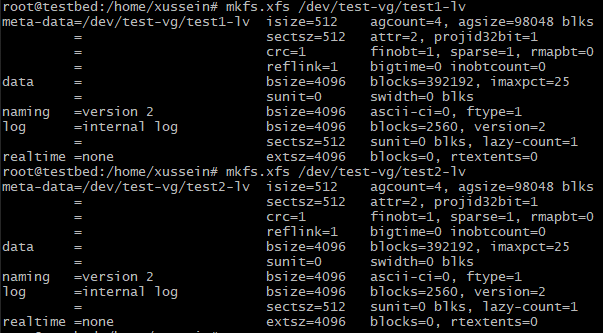 root@testbed:/home/xussein# mkfs.xfs /dev/test-vg/test1-lv
meta-data=/dev/test-vg/test1-lv  isize=512    agcount=4, agsize=98048 blks
         =                       sectsz=512   attr=2, projid32bit=1
         =                       crc=1        finobt=1, sparse=1, rmapbt=0
         =                       reflink=1    bigtime=0 inobtcount=0
data     =                       bsize=4096   blocks=392192, imaxpct=25
         =                       sunit=0      swidth=0 blks
naming   =version 2              bsize=4096   ascii-ci=0, ftype=1
log      =internal log           bsize=4096   blocks=2560, version=2
         =                       sectsz=512   sunit=0 blks, lazy-count=1
realtime =none                   extsz=4096   blocks=0, rtextents=0
root@testbed:/home/xussein# mkfs.xfs /dev/test-vg/test2-lv
meta-data=/dev/test-vg/test2-lv  isize=512    agcount=4, agsize=98048 blks
         =                       sectsz=512   attr=2, projid32bit=1
         =                       crc=1        finobt=1, sparse=1, rmapbt=0
         =                       reflink=1    bigtime=0 inobtcount=0
data     =                       bsize=4096   blocks=392192, imaxpct=25
         =                       sunit=0      swidth=0 blks
naming   =version 2              bsize=4096   ascii-ci=0, ftype=1
log      =internal log           bsize=4096   blocks=2560, version=2
         =                       sectsz=512   sunit=0 blks, lazy-count=1
realtime =none                   extsz=4096   blocks=0, rtextents=0